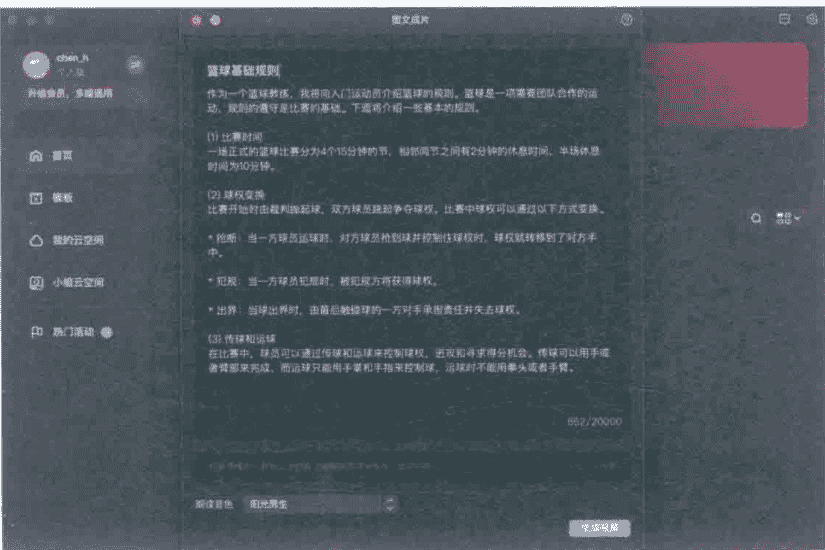 图文成片
chen_h
个人版
升级会员，多端通用
首页
模板
我的云空间
小组云空间
热门活动
篮球基础规则
作为一个篮球教练，我将向入门运动员介绍篮球的规则。篮球是一项需要团队合作的运
动，规则的遵守是比赛的基础。下面将介绍一些基本的规则。
(1) 比赛时间
一场正式的篮球比赛分为4个15分钟的节，相邻两节之间有2分钟的休息时间，半场休息
时间为10分钟。
(2) 球权变换
比赛开始时由裁判抛起球，双方球员跳起争夺球权。比赛中球权可以通过以下方式变换。
* 抢断：当一方球员运球时，对方球员抢到球并控制住球权时，球权就转移到了对方手
中。
* 犯规：当一方球员犯规时，被犯规方将获得球权。
* 出界：当球出界时，由最后触碰球的一方对手承担责任并失去球权。
(3) 传球和运球
在比赛中，球员可以通过传球和运球来控制球权，进攻和寻求得分机会。传球可以用手或
者臂部来完成，而运球只能用手掌和手指来控制球，运球时不能用拳头或者手臂。
652/20000
朗读音色
阳光男生
生成视频